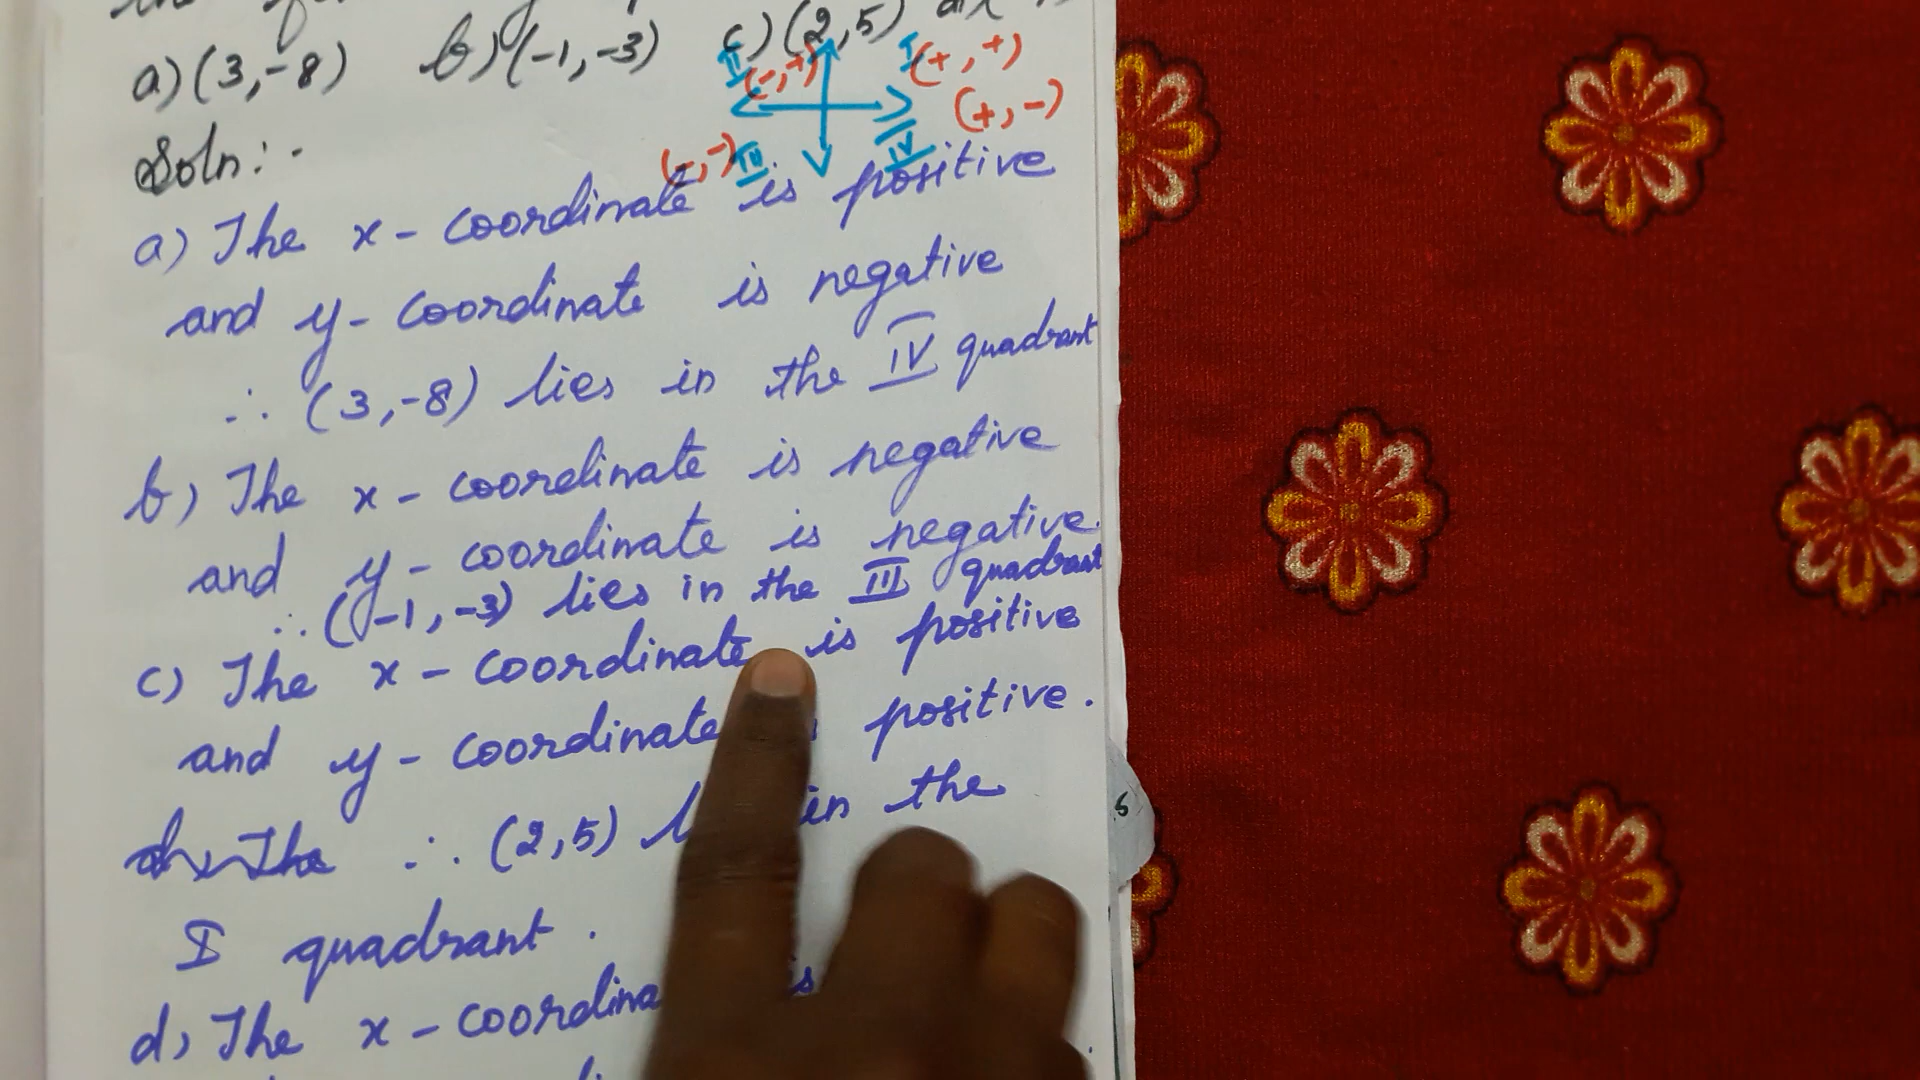 a) (3, -8) b) (-1, -3) c) (2, 5)
II (-, +) I (+, +)
(+, -)
(-, -) III IV
Soln: -
a) The x - coordinate is positive
and y - coordinate is negative
∴ (3, -8) lies in the IV quadrant
b) The x - coordinate is negative
and y - coordinate is negative.
∴ (-1, -3) lies in the III quadrant
c) The x - coordinate is positive
and y - coordinate positive.
∴ (2, 5) in the
I quadrant.
d) The x - is
5